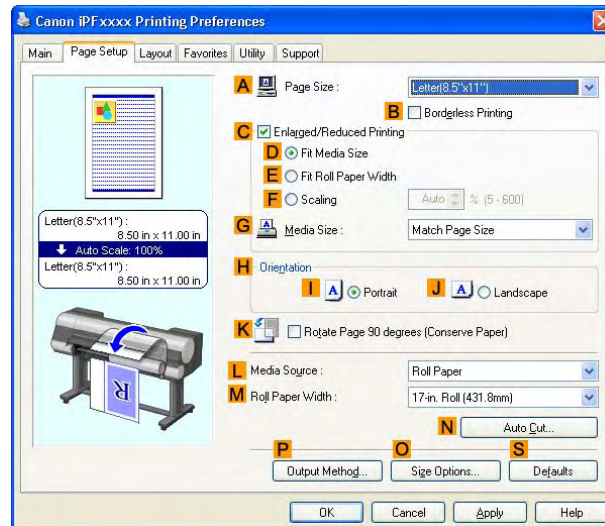 Canon iPFxxxx Printing Preferences
Main Page Setup Layout Favorites Utility Support
A Page Size : Letter(8.5"x11")
B Borderless Printing
C Enlarged/Reduced Printing
D Fit Media Size
E Fit Roll Paper Width
F Scaling Auto % (5 - 600)
G Media Size : Match Page Size
Letter(8.5"x11") :
8.50 in x 11.00 in
Auto Scale: 100%
Letter(8.5"x11") :
8.50 in x 11.00 in
H Orientation
I A Portrait J A Landscape
K Rotate Page 90 degrees (Conserve Paper)
R
L Media Source : Roll Paper
M Roll Paper Width : 17-in. Roll (431.8mm)
N Auto Cut...
P O S
Output Method... Size Options... Defaults
OK Cancel Apply Help